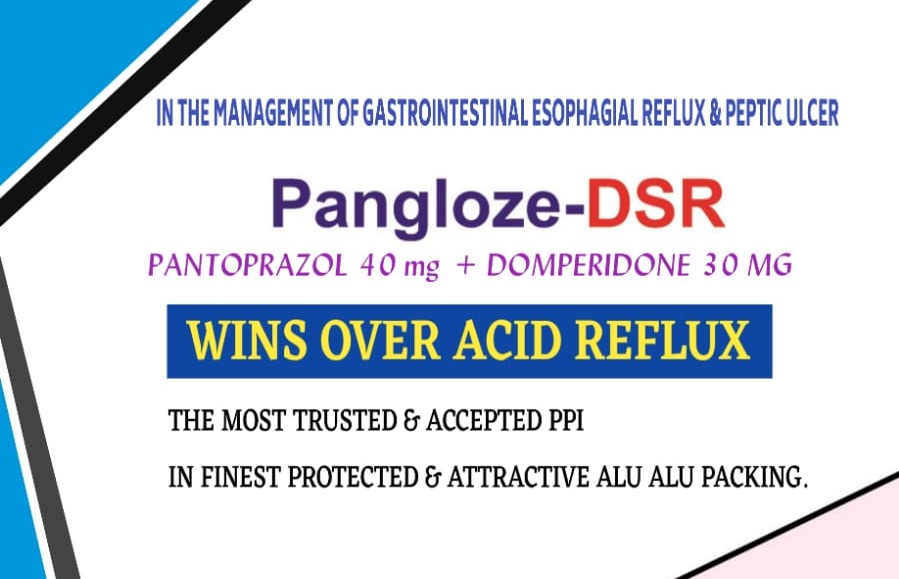 IN THE MANAGEMENT OF GASTROINTESTINAL ESOPHAGIAL REFLUX & PEPTIC ULCER
Pangloze-DSR
PANTOPRAZOL 40 mg + DOMPERIDONE 30 MG
WINS OVER ACID REFLUX
THE MOST TRUSTED & ACCEPTED PPI
IN FINEST PROTECTED & ATTRACTIVE ALU ALU PACKING.